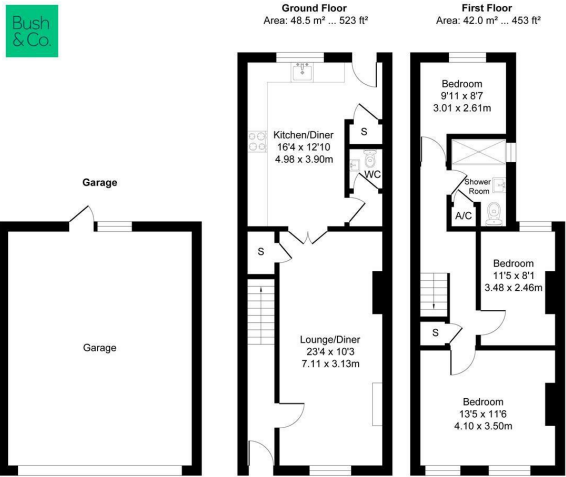 Bush
& Co.
Ground Floor
Area: 48.5 m² ... 523 ft²
First Floor
Area: 42.0 m² ... 453 ft²
Garage
Garage
Kitchen/Diner
16'4 x 12'10
4.98 x 3.90m
S
WC
S
Lounge/Diner
23'4 x 10'3
7.11 x 3.13m
Bedroom
9'11 x 8'7
3.01 x 2.61m
Shower
Room
A/C
Bedroom
11'5 x 8'1
3.48 x 2.46m
S
Bedroom
13'5 x 11'6
4.10 x 3.50m